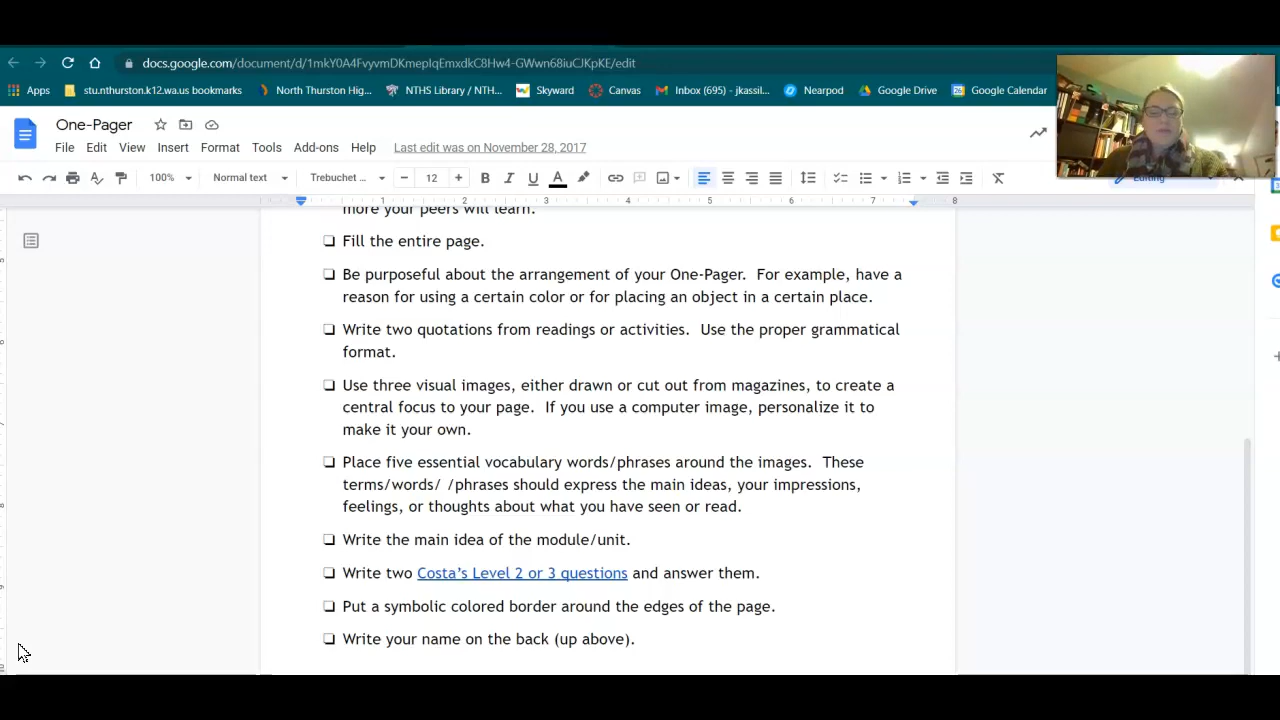 docs.google.com/document/d/1mkY0A4FvyvmDKmepIqEmxdkC8Hw4-GWwn68iuCJKpKE/edit
Apps stu.nthurston.k12.wa.us bookmarks North Thurston Hig... NTHS Library / NTH... Skyward Canvas Inbox (695) - jkassil... Nearpod Google Drive Google Calendar
One-Pager
File Edit View Insert Format Tools Add-ons Help Last edit was on November 28, 2017
100% Normal text Trebuchet ... 12 Editing
1 2 3 4 5 6 7 8
more your peers will learn.
Fill the entire page.
Be purposeful about the arrangement of your One-Pager. For example, have a
reason for using a certain color or for placing an object in a certain place.
Write two quotations from readings or activities. Use the proper grammatical
format.
Use three visual images, either drawn or cut out from magazines, to create a
central focus to your page. If you use a computer image, personalize it to
make it your own.
Place five essential vocabulary words/phrases around the images. These
terms/words/ /phrases should express the main ideas, your impressions,
feelings, or thoughts about what you have seen or read.
Write the main idea of the module/unit.
Write two Costa's Level 2 or 3 questions and answer them.
Put a symbolic colored border around the edges of the page.
Write your name on the back (up above).